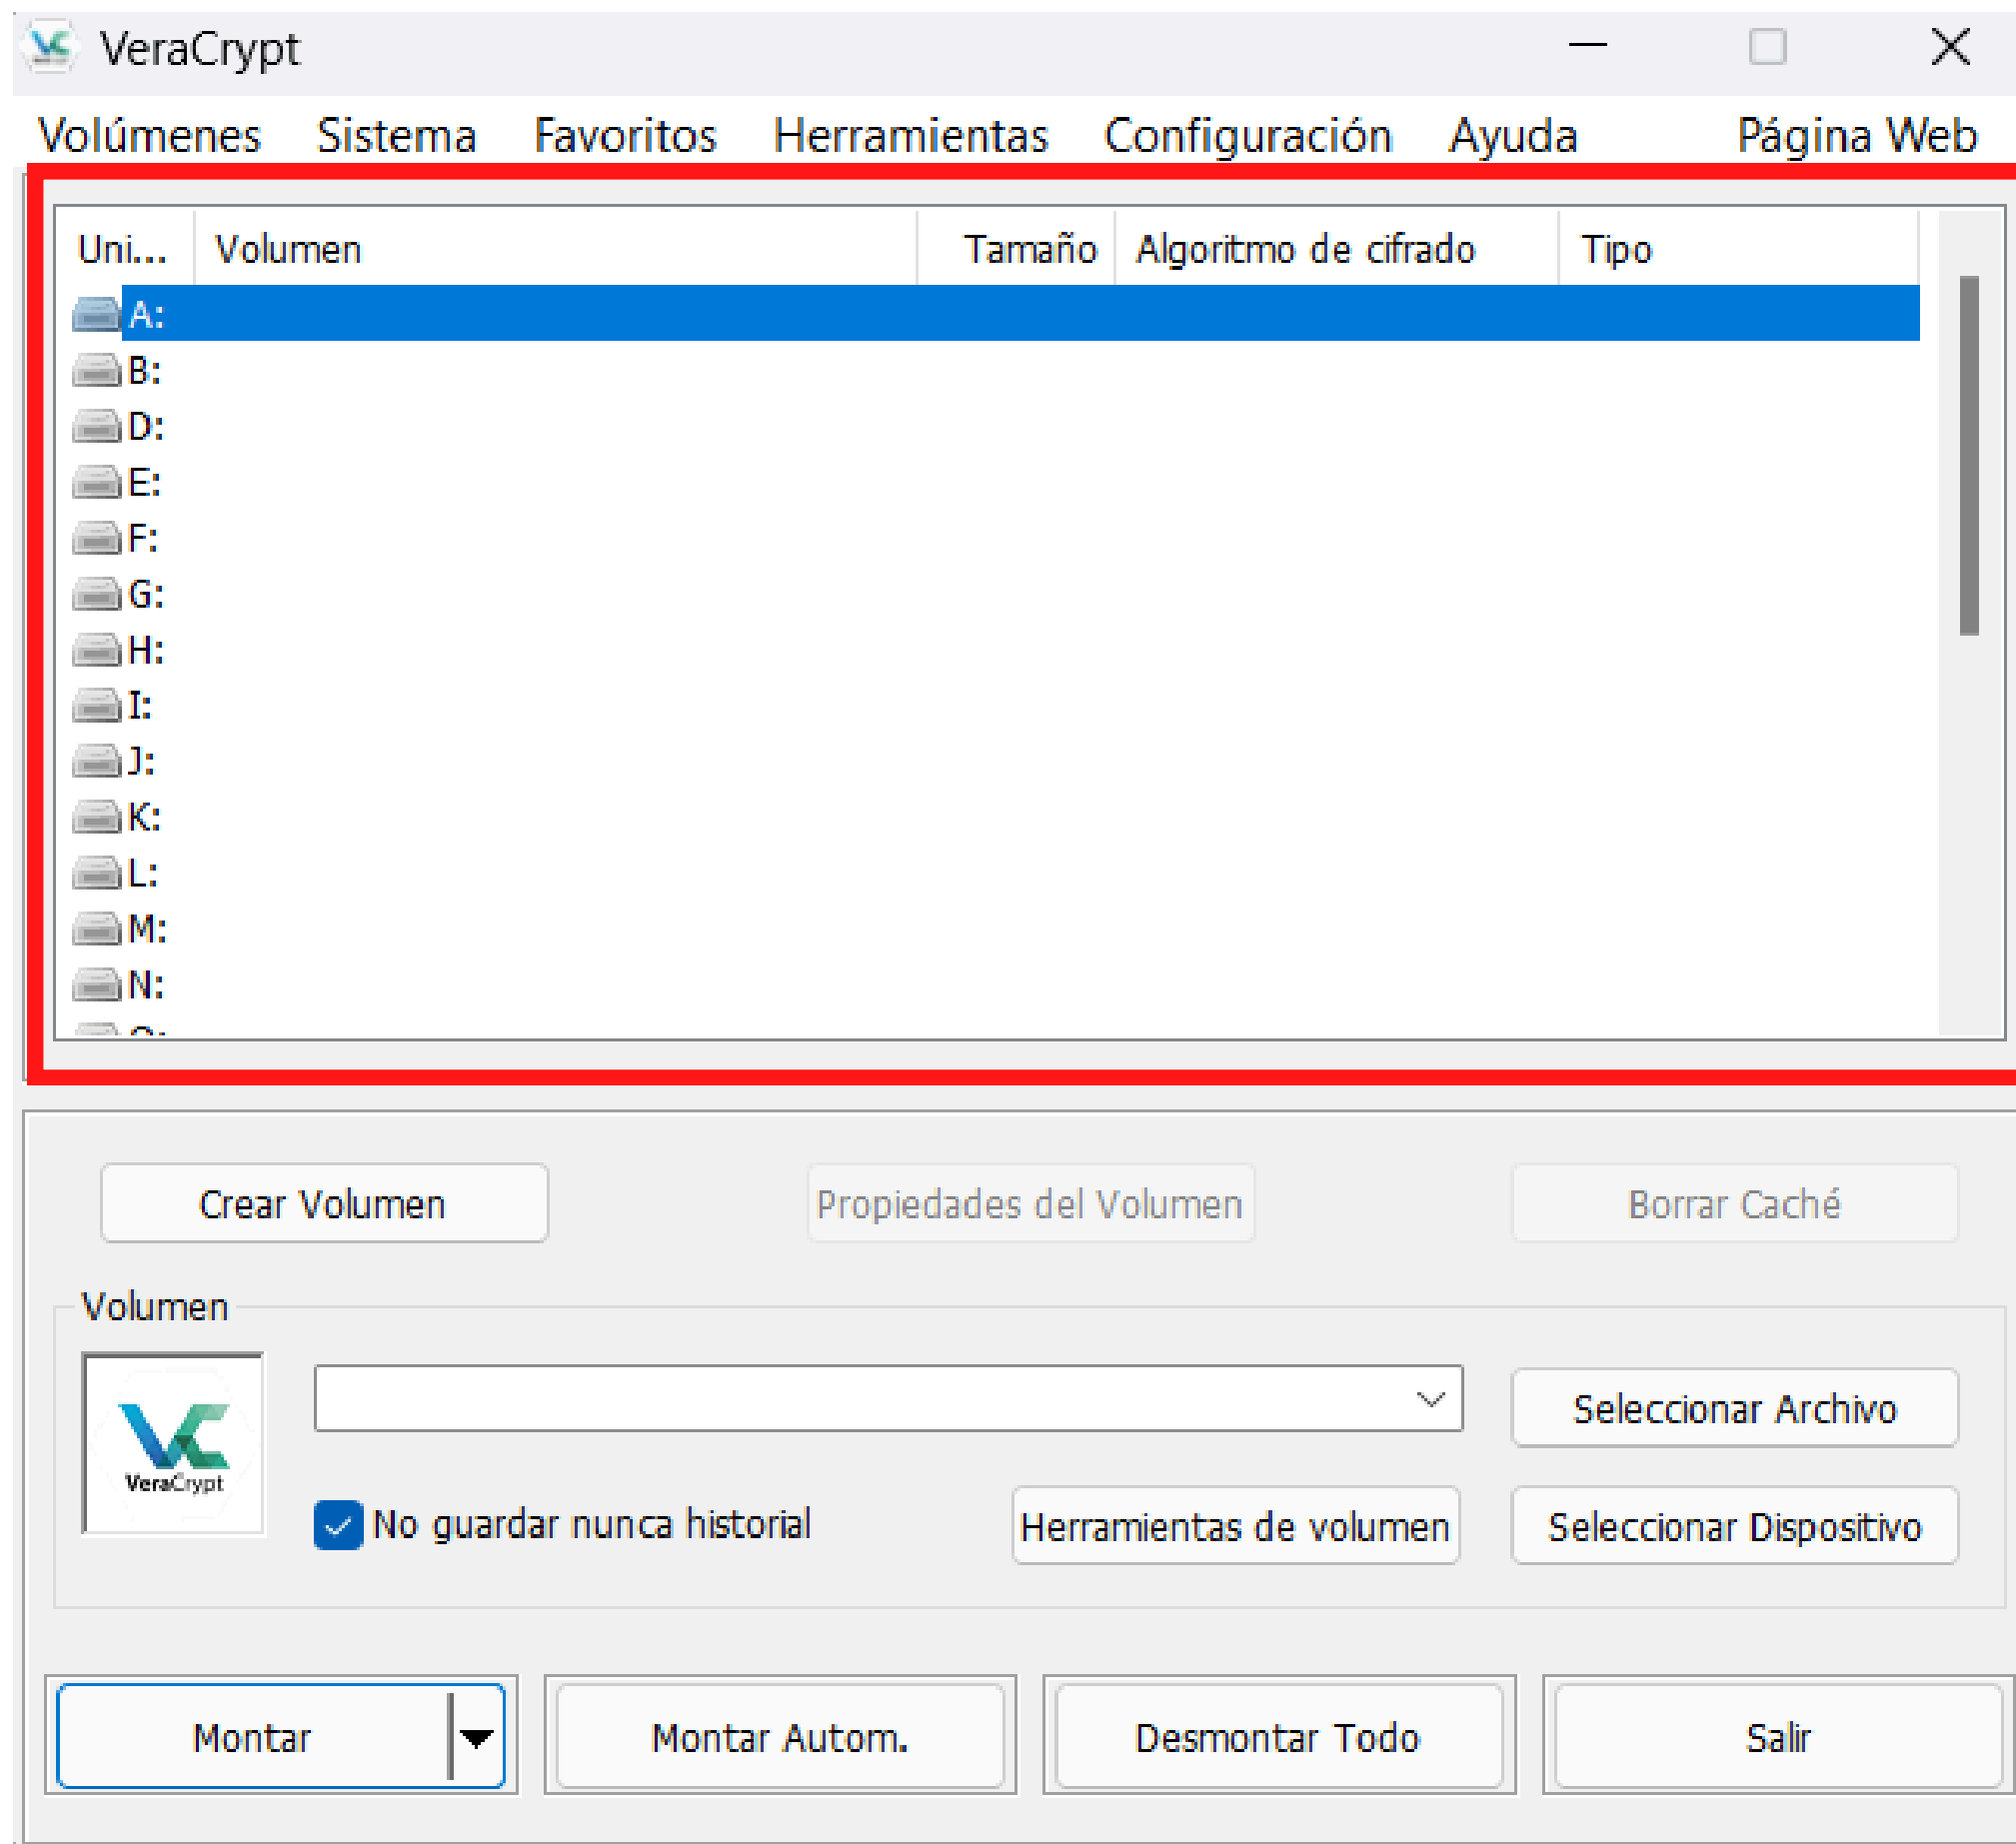 VeraCrypt
Volúmenes Sistema Favoritos Herramientas Configuración Ayuda Página Web
Uni... Volumen Tamaño Algoritmo de cifrado Tipo
A:
B:
D:
E:
F:
G:
H:
I:
J:
K:
L:
M:
N:
Crear Volumen Propiedades del Volumen Borrar Caché
Volumen
Seleccionar Archivo
VeraCrypt
No guardar nunca historial Herramientas de volumen Seleccionar Dispositivo
Montar Montar Autom. Desmontar Todo Salir